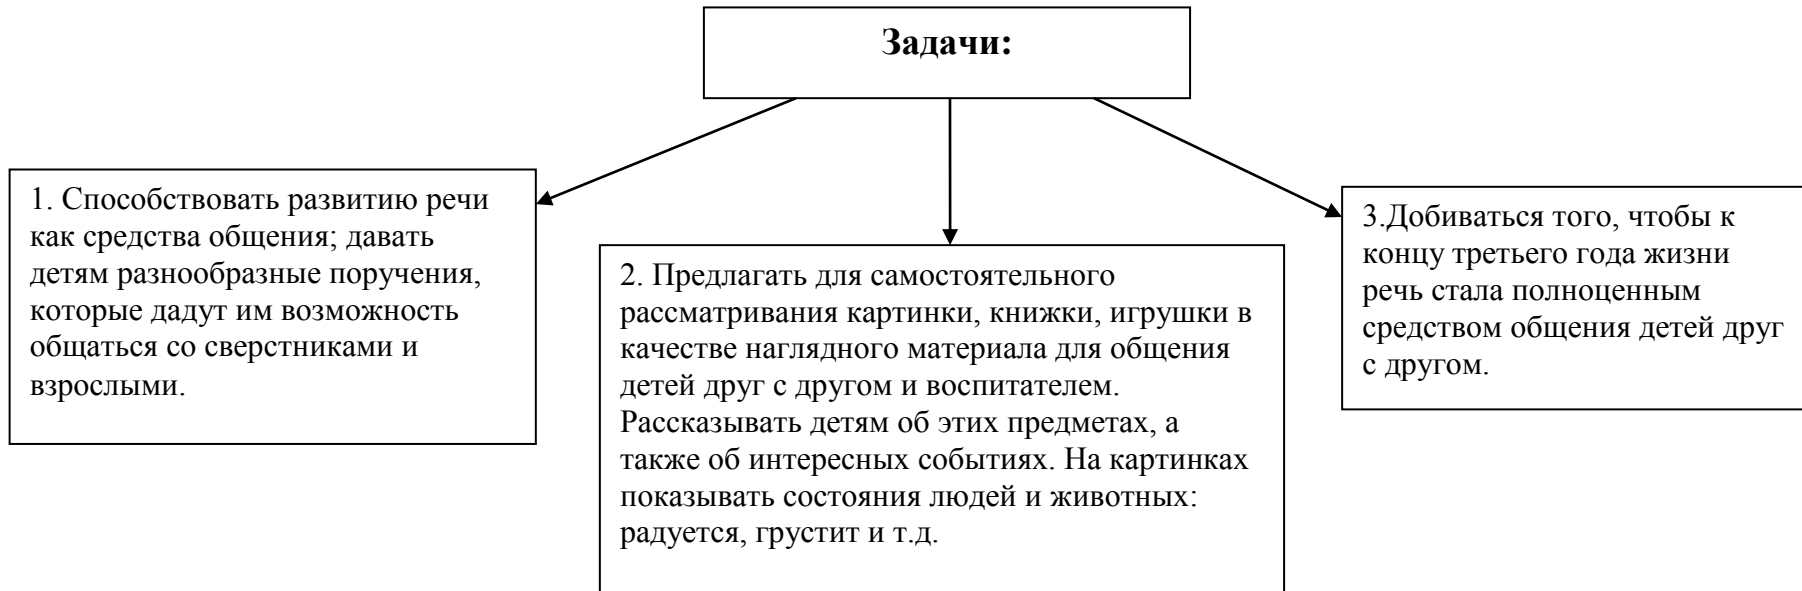 Задачи:
1. Способствовать развитию речи
как средства общения; давать
детям разнообразные поручения,
которые дадут им возможность
общаться со сверстниками и
взрослыми.
2. Предлагать для самостоятельного
рассматривания картинки, книжки, игрушки в
качестве наглядного материала для общения
детей друг с другом и воспитателем.
Рассказывать детям об этих предметах, а
также об интересных событиях. На картинках
показывать состояния людей и животных:
радуется, грустит и т.д.
3.Добиваться того, чтобы к
концу третьего года жизни
речь стала полноценным
средством общения детей друг
с другом.